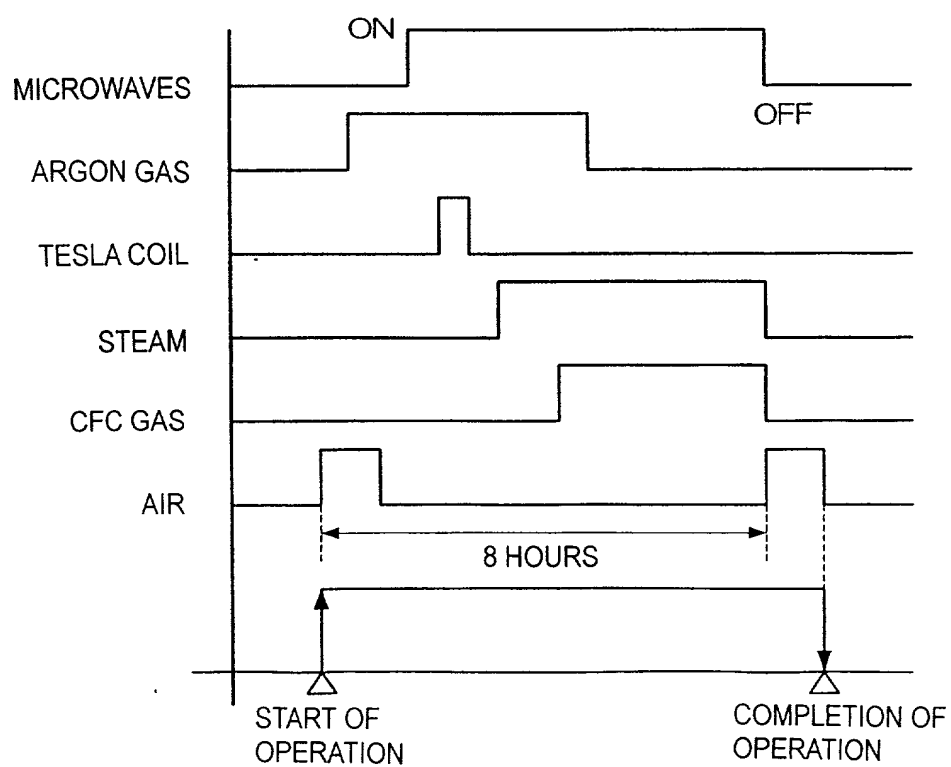 ON
MICROWAVES
OFF
ARGON GAS
TESLA COIL
STEAM
CFC GAS
AIR
8 HOURS
START OF
OPERATION
COMPLETION OF
OPERATION